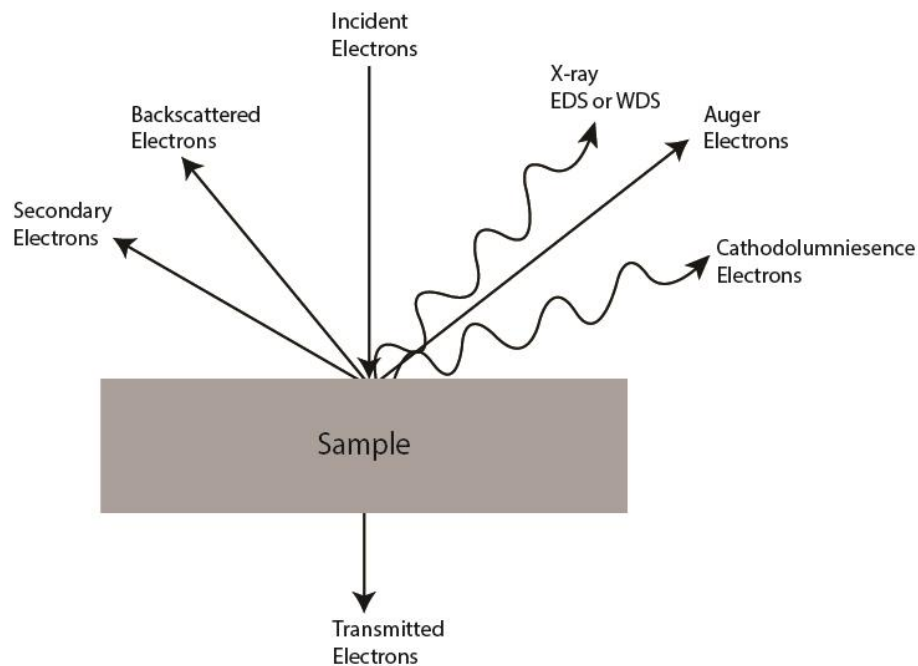 Incident
Electrons
X-ray
EDS or WDS
Backscattered
Electrons
Auger
Electrons
Secondary
Electrons
Cathodolumniesence
Electrons
Sample
Transmitted
Electrons